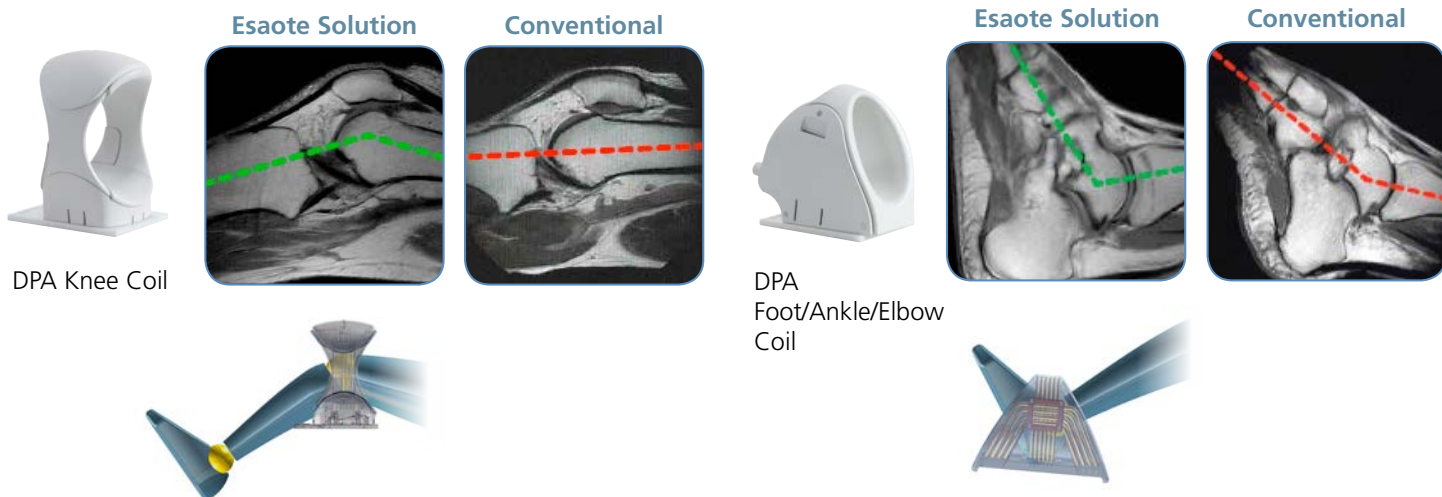 Esaote Solution
Conventional
DPA Knee Coil
Esaote Solution
Conventional
DPA
Foot/Ankle/Elbow
Coil